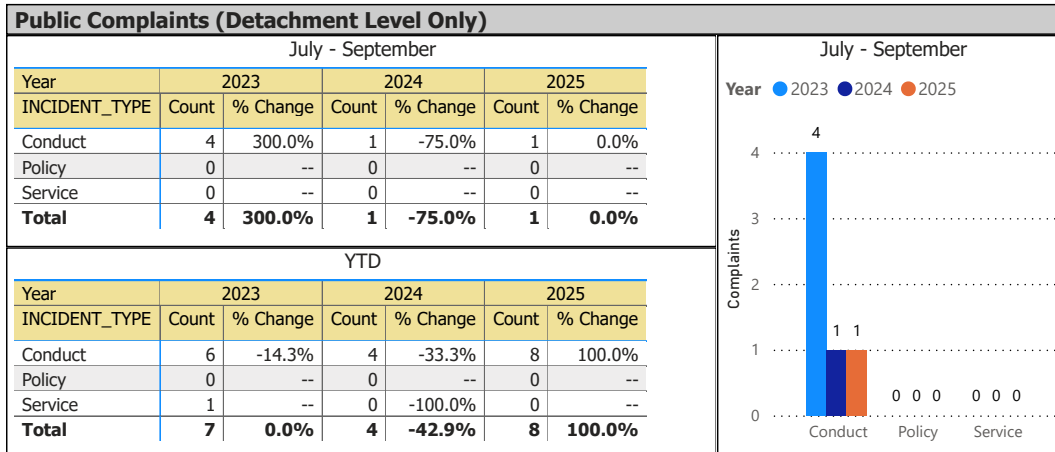 Public Complaints (Detachment Level Only)
July - September
Year 2023 2024 2025
INCIDENT_TYPE Count % Change Count % Change Count % Change
Conduct 4 300.0% 1 -75.0% 1 0.0%
Policy 0 -- 0 -- 0 --
Service 0 -- 0 -- 0 --
Total 4 300.0% 1 -75.0% 1 0.0%
YTD
Year 2023 2024 2025
INCIDENT_TYPE Count % Change Count % Change Count % Change
Conduct 6 -14.3% 4 -33.3% 8 100.0%
Policy 0 -- 0 -- 0 --
Service 1 -- 0 -100.0% 0 --
Total 7 0.0% 4 -42.9% 8 100.0%
July - September
Year 2023 2024 2025
Complaints
4
3
2
1
0
4
1 1
0 0 0 0 0 0
Conduct Policy Service